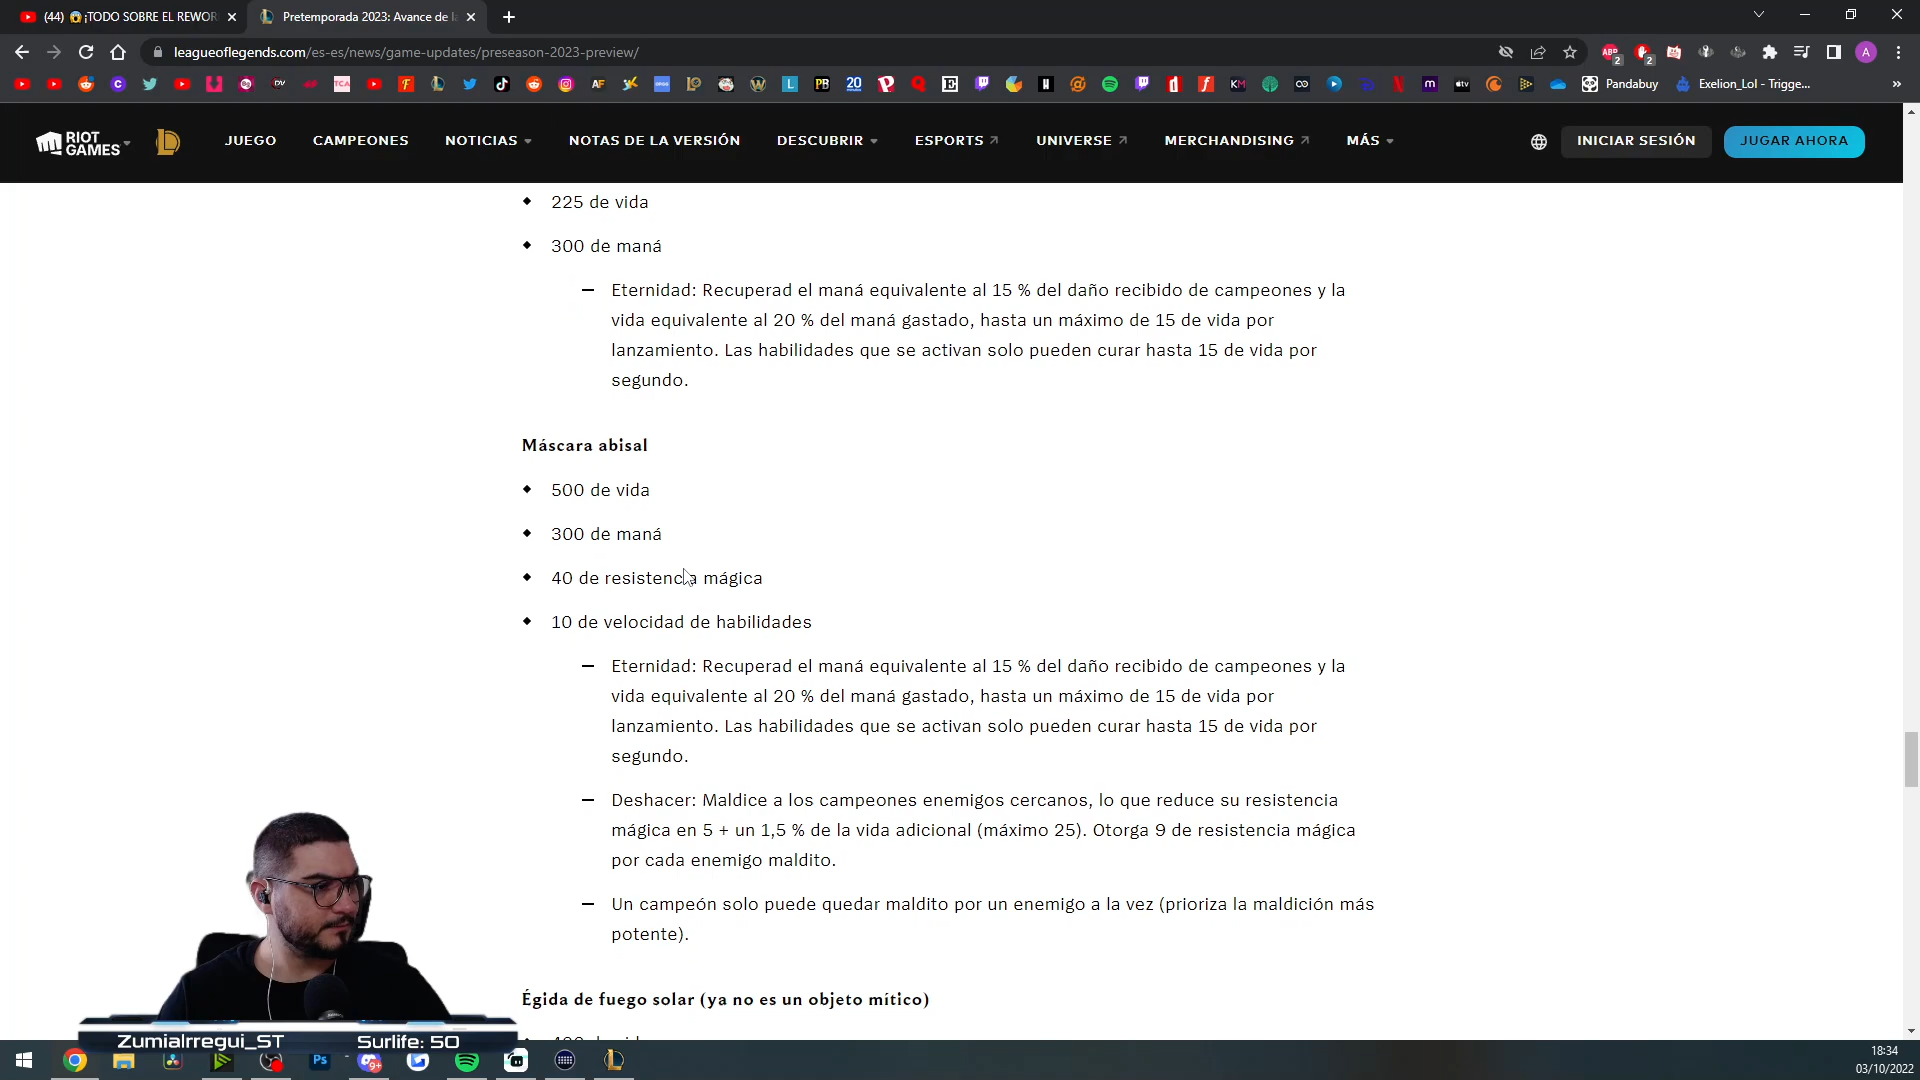 (44) 😱¡TODO SOBRE EL REWOR
Pretemporada 2023: Avance de l
leagueoflegends.com/es-es/news/game-updates/preseason-2023-preview/
Pandabuy
Exelion_Lol - Trigge...
RIOT GAMES
JUEGO
CAMPEONES
NOTICIAS
NOTAS DE LA VERSIÓN
DESCUBRIR
ESPORTS
UNIVERSE
MERCHANDISING
MÁS
INICIAR SESIÓN
JUGAR AHORA
225 de vida
300 de maná
Eternidad: Recuperad el maná equivalente al 15 % del daño recibido de campeones y la
vida equivalente al 20 % del maná gastado, hasta un máximo de 15 de vida por
lanzamiento. Las habilidades que se activan solo pueden curar hasta 15 de vida por
segundo.
Máscara abisal
500 de vida
300 de maná
40 de resistencia mágica
10 de velocidad de habilidades
Eternidad: Recuperad el maná equivalente al 15 % del daño recibido de campeones y la
vida equivalente al 20 % del maná gastado, hasta un máximo de 15 de vida por
lanzamiento. Las habilidades que se activan solo pueden curar hasta 15 de vida por
segundo.
Deshacer: Maldice a los campeones enemigos cercanos, lo que reduce su resistencia
mágica en 5 + un 1,5 % de la vida adicional (máximo 25). Otorga 9 de resistencia mágica
por cada enemigo maldito.
Un campeón solo puede quedar maldito por un enemigo a la vez (prioriza la maldición más
potente).
Égida de fuego solar (ya no es un objeto mítico)
ZumiaIrregui_ST
Surlife: 50
18:34
03/10/2022